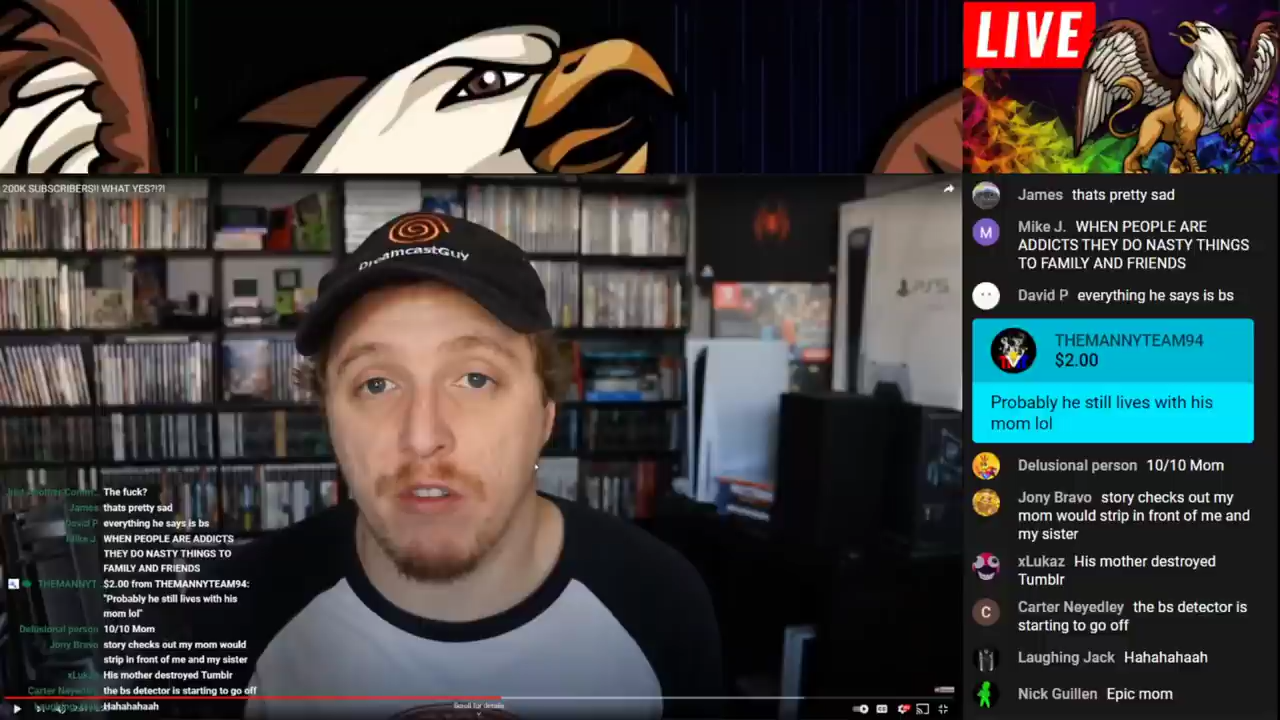 LIVE
200K SUBSCRIBERS!! WHAT YES?!?!
DreamcastGuy
PS5
The fuck?
James thats pretty sad
David P everything he says is bs
Mike J. WHEN PEOPLE ARE
ADDICTS THEY DO NASTY THINGS TO
FAMILY AND FRIENDS
THEMANNYT $2.00 from THEMANNYTEAM94:
"Probably he still lives with his
mom lol"
Delusional person 10/10 Mom
Jony Bravo story checks out my mom would
strip in front of me and my sister
xLukaz His mother destroyed Tumblr
Carter Neyedley the bs detector is starting to go off
Hahahahaah
Scroll for details
James thats pretty sad
M
Mike J. WHEN PEOPLE ARE
ADDICTS THEY DO NASTY THINGS
TO FAMILY AND FRIENDS
David P everything he says is bs
THEMANNYTEAM94
$2.00
Probably he still lives with his
mom lol
Delusional person 10/10 Mom
Jony Bravo story checks out my
mom would strip in front of me and
my sister
xLukaz His mother destroyed
Tumblr
C
Carter Neyedley the bs detector is
starting to go off
Laughing Jack Hahahahaah
Nick Guillen Epic mom